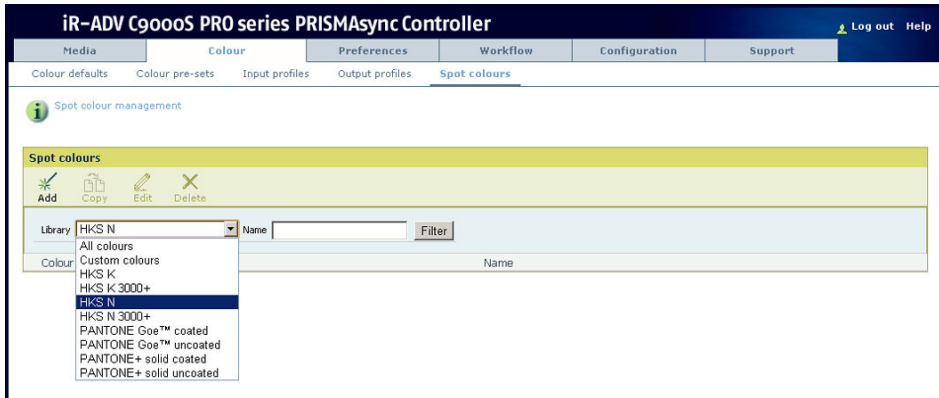 iR-ADV C9000S PRO series PRISMAsync Controller
Log out Help
Media Colour Preferences Workflow Configuration Support
Colour defaults Colour pre-sets Input profiles Output profiles Spot colours
Spot colour management
Spot colours
Add Copy Edit Delete
Library HKS N Name Filter
Colour Name
All colours
Custom colours
HKS K
HKS K 3000+
HKS N
HKS N 3000+
PANTONE Goe™ coated
PANTONE Goe™ uncoated
PANTONE+ solid coated
PANTONE+ solid uncoated